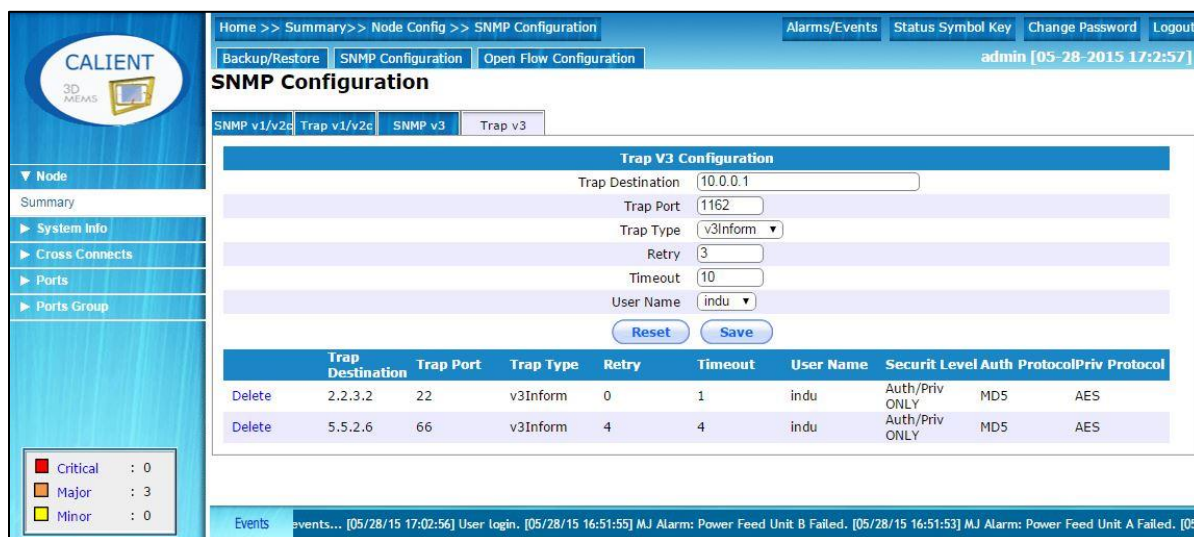 CALIENT
3D
MEMS
Home >> Summary>> Node Config >> SNMP Configuration
Alarms/Events Status Symbol Key Change Password Logout
Backup/Restore SNMP Configuration Open Flow Configuration
admin [05-28-2015 17:2:57]
SNMP Configuration
SNMP v1/v2c Trap v1/v2c SNMP v3 Trap v3
▼ Node
Summary
► System Info
► Cross Connects
► Ports
► Ports Group
Trap V3 Configuration
Trap Destination 10.0.0.1
Trap Port 1162
Trap Type v3Inform ▼
Retry 3
Timeout 10
User Name indu ▼
Reset Save
Trap Destination Trap Port Trap Type Retry Timeout User Name Securit Level Auth ProtocolPriv Protocol
Delete 2.2.3.2 22 v3Inform 0 1 indu Auth/Priv ONLY MD5 AES
Delete 5.5.2.6 66 v3Inform 4 4 indu Auth/Priv ONLY MD5 AES
Critical : 0
Major : 3
Minor : 0
Events events... [05/28/15 17:02:56] User login. [05/28/15 16:51:55] MJ Alarm: Power Feed Unit B Failed. [05/28/15 16:51:53] MJ Alarm: Power Feed Unit A Failed. [05